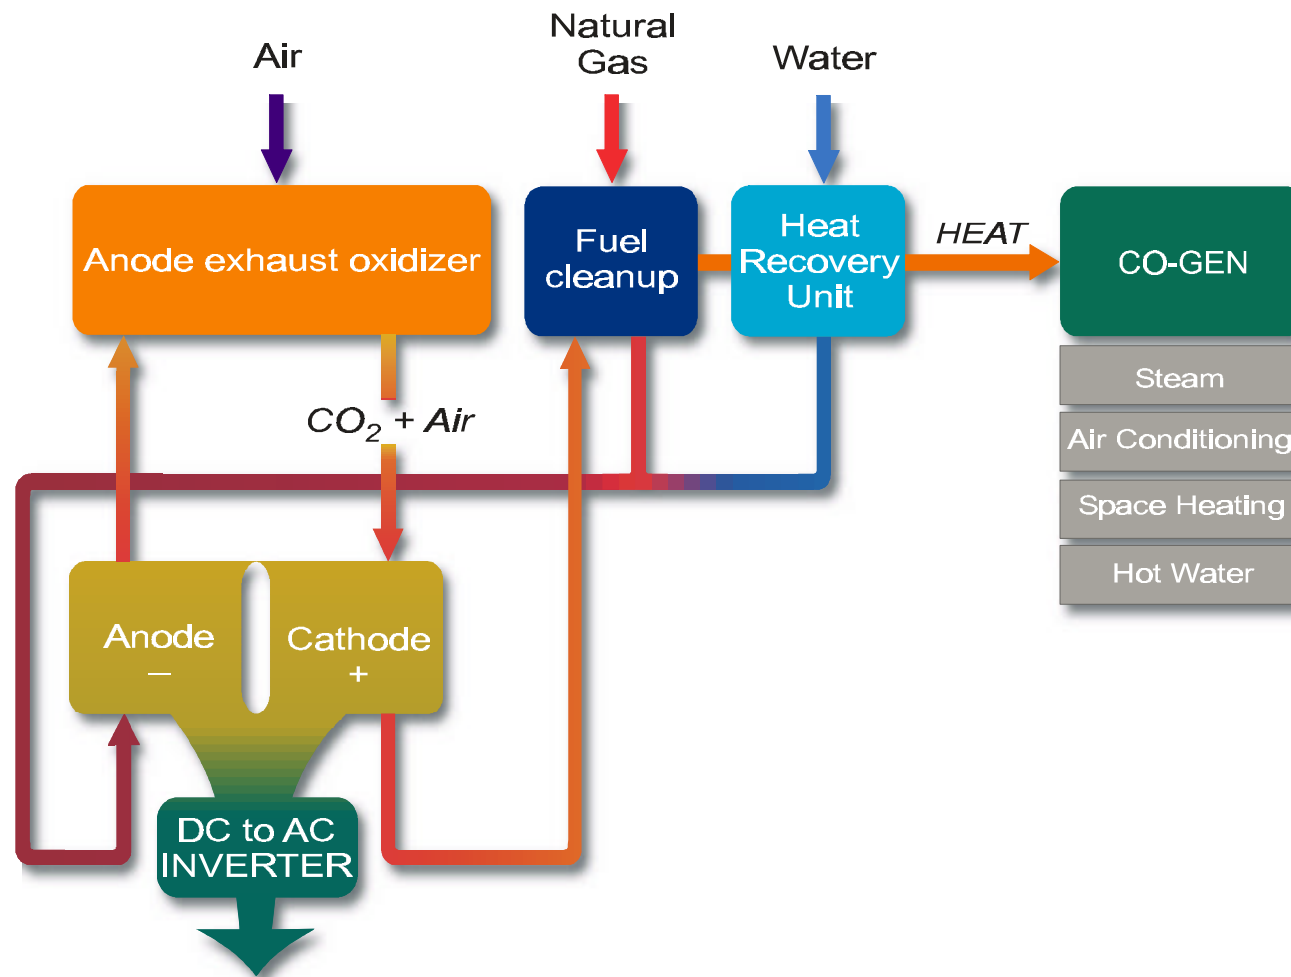 Air
Natural
Gas
Water
Anode exhaust oxidizer
Fuel
cleanup
Heat
Recovery
Unit
HEAT
CO-GEN
Steam
Air Conditioning
Space Heating
Hot Water
CO₂ + Air
Anode
—
Cathode
+
DC to AC
INVERTER